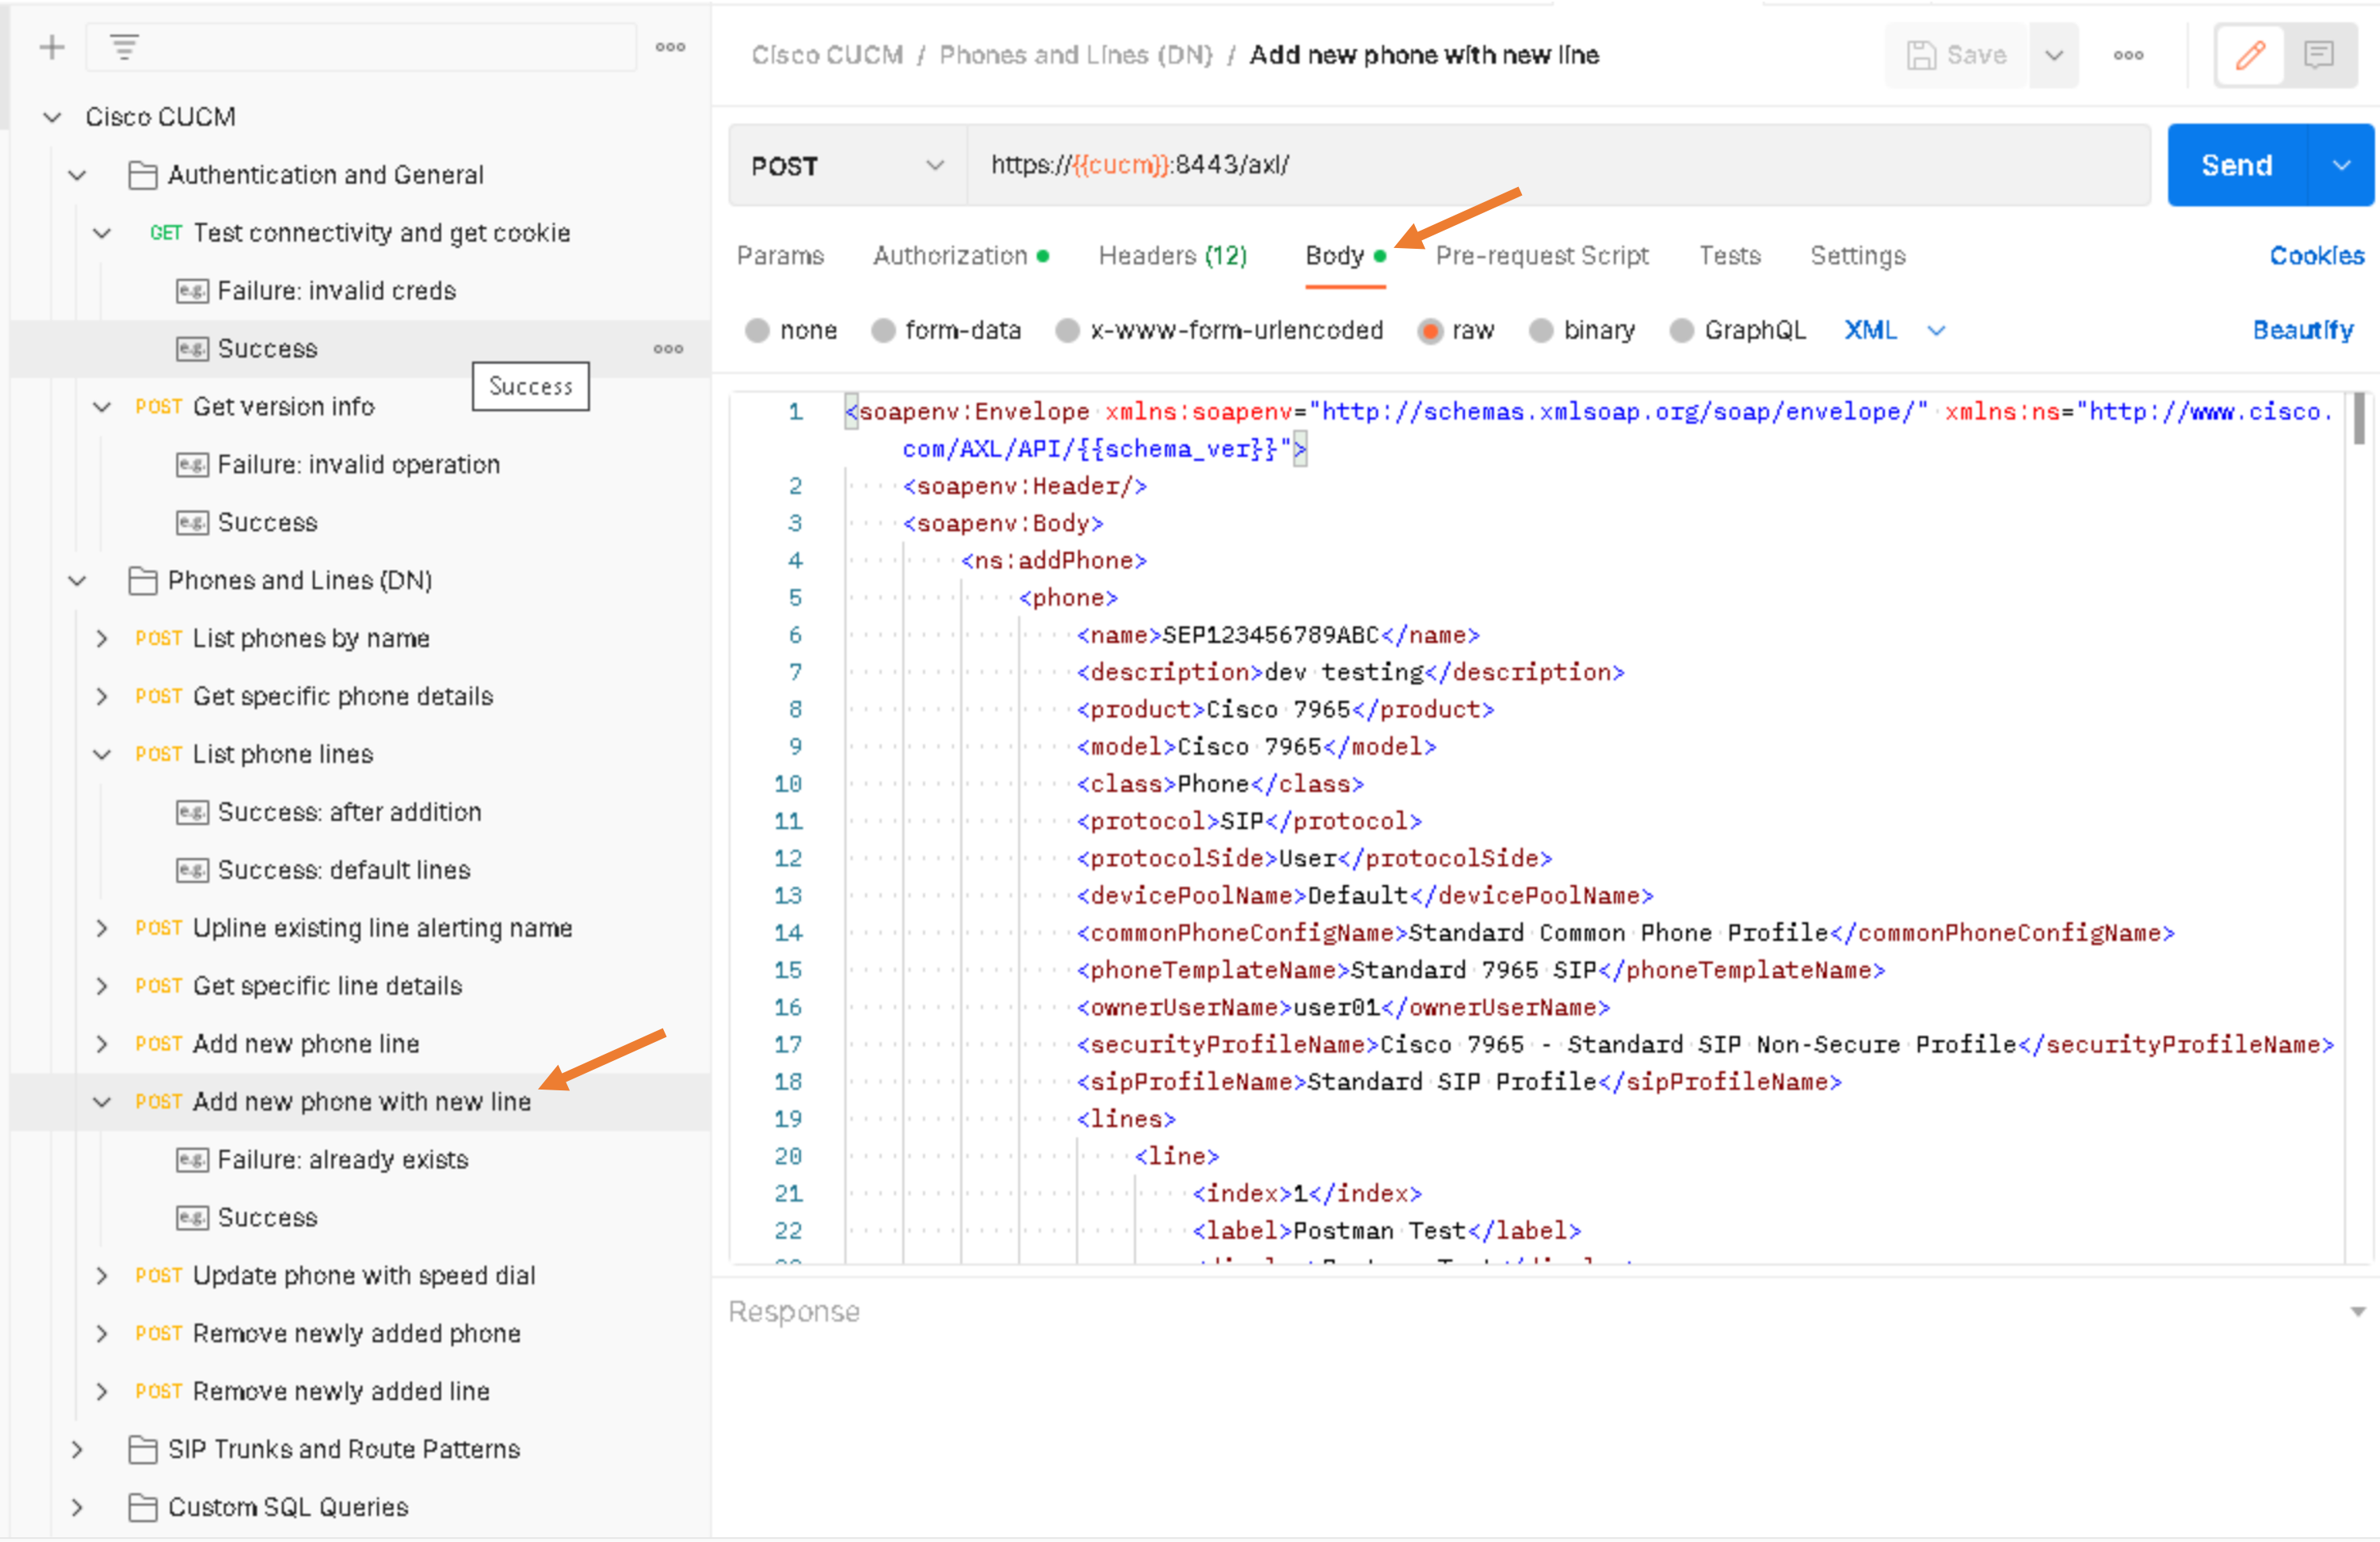 Cisco CUCM
Authentication and General
GET Test connectivity and get cookie
e.g. Failure: invalid creds
e.g. Success
Success
POST Get version info
e.g. Failure: invalid operation
e.g. Success
Phones and Lines (DN)
POST List phones by name
POST Get specific phone details
POST List phone lines
e.g. Success: after addition
e.g. Success: default lines
POST Upline existing line alerting name
POST Get specific line details
POST Add new phone line
POST Add new phone with new line
e.g. Failure: already exists
e.g. Success
POST Update phone with speed dial
POST Remove newly added phone
POST Remove newly added line
SIP Trunks and Route Patterns
Custom SQL Queries
Cisco CUCM / Phones and Lines (DN) / Add new phone with new line
Save
POST https://{{cucm}}:8443/axl/
Send
Params Authorization Headers (12) Body Pre-request Script Tests Settings Cookies
none form-data x-www-form-urlencoded raw binary GraphQL XML Beautify
1 <soapenv:Envelope xmlns:soapenv="http://schemas.xmlsoap.org/soap/envelope/" xmlns:ns="http://www.cisco.
com/AXL/API/{{schema_ver}}">
2 <soapenv:Header/>
3 <soapenv:Body>
4 <ns:addPhone>
5 <phone>
6 <name>SEP123456789ABC</name>
7 <description>dev testing</description>
8 <product>Cisco 7965</product>
9 <model>Cisco 7965</model>
10 <class>Phone</class>
11 <protocol>SIP</protocol>
12 <protocolSide>User</protocolSide>
13 <devicePoolName>Default</devicePoolName>
14 <commonPhoneConfigName>Standard Common Phone Profile</commonPhoneConfigName>
15 <phoneTemplateName>Standard 7965 SIP</phoneTemplateName>
16 <ownerUserName>user01</ownerUserName>
17 <securityProfileName>Cisco 7965 - Standard SIP Non-Secure Profile</securityProfileName>
18 <sipProfileName>Standard SIP Profile</sipProfileName>
19 <lines>
20 <line>
21 <index>1</index>
22 <label>Postman Test</label>
Response